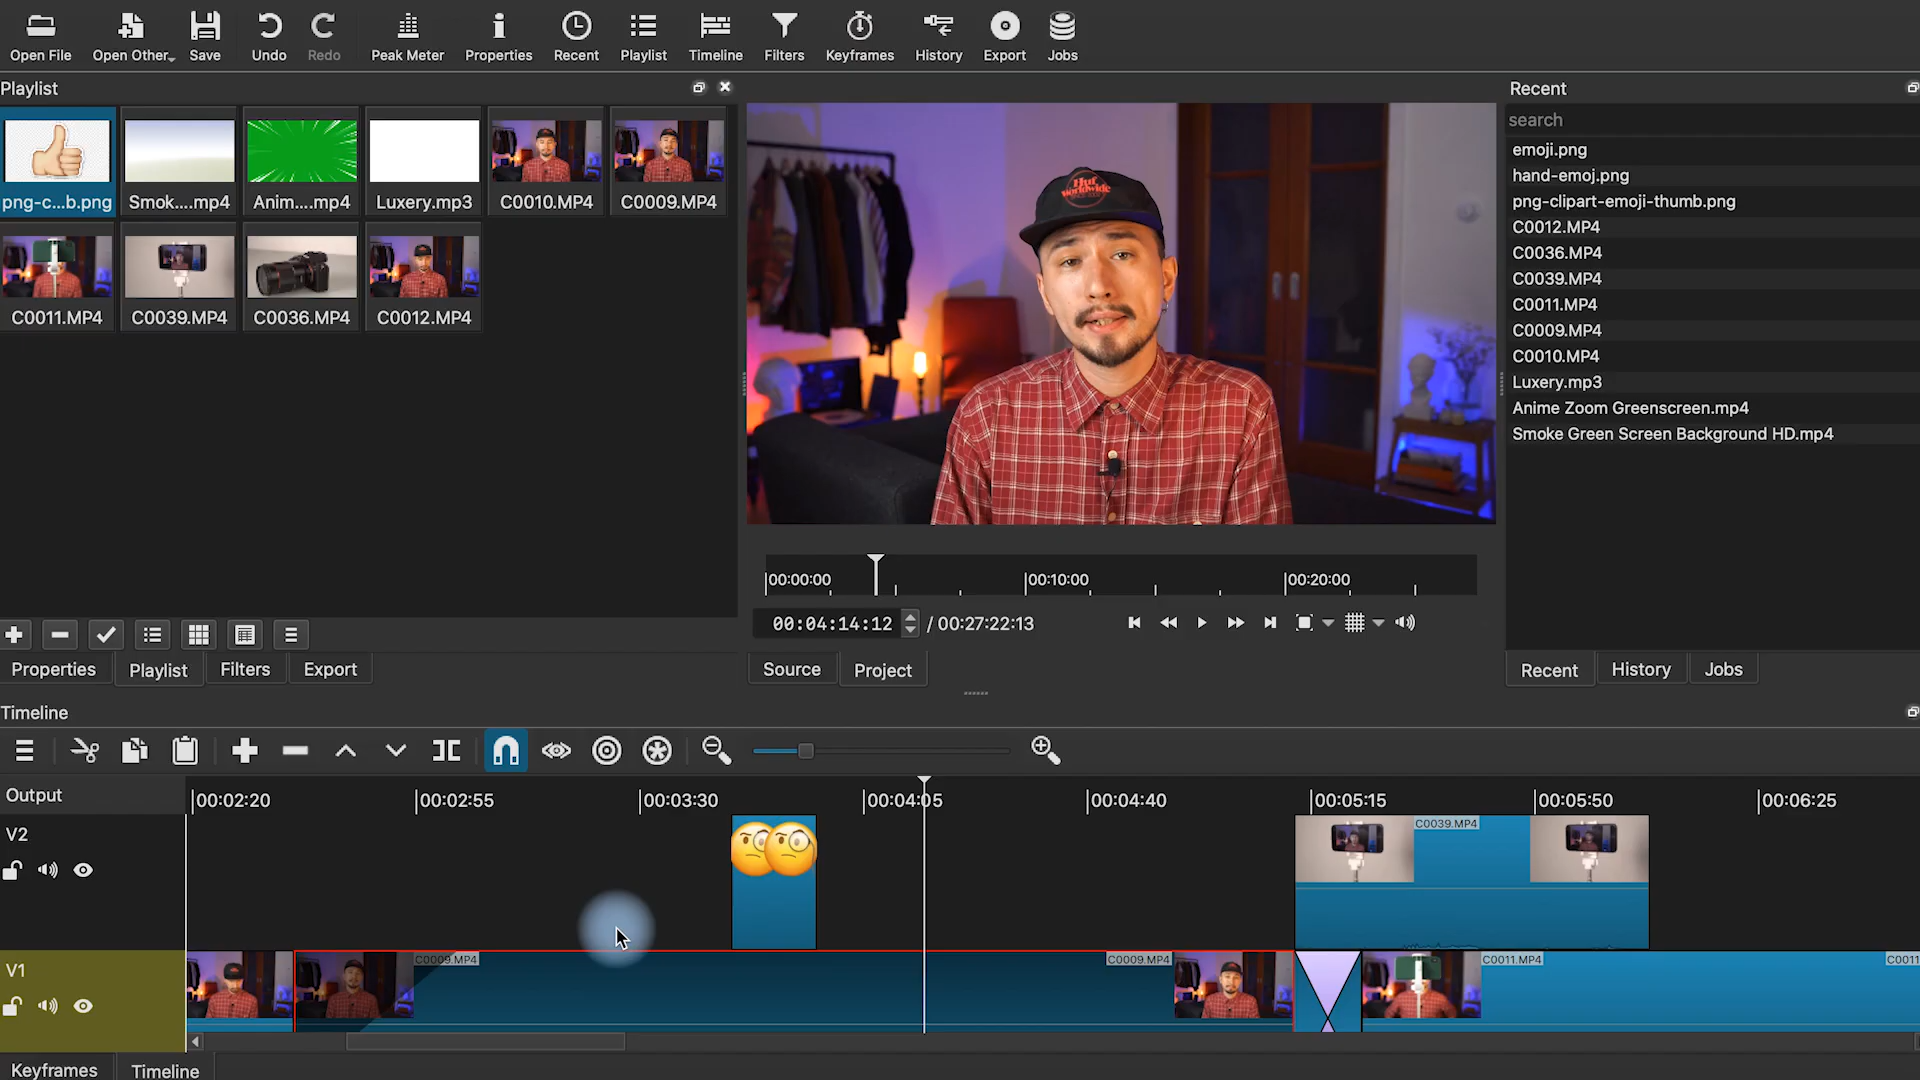 Open File
Open Other
Save
Undo
Redo
Peak Meter
Properties
Recent
Playlist
Timeline
Filters
Keyframes
History
Export
Jobs
Playlist
png-c...b.png
Smok....mp4
Anim....mp4
Luxery.mp3
C0010.MP4
C0009.MP4
C0011.MP4
C0039.MP4
C0036.MP4
C0012.MP4
Properties
Playlist
Filters
Export
Huf
worldwide
00:00:00
00:10:00
00:20:00
00:04:14:12
/ 00:27:22:13
Source
Project
Recent
search
emoji.png
hand-emoj.png
png-clipart-emoji-thumb.png
C0012.MP4
C0036.MP4
C0039.MP4
C0011.MP4
C0009.MP4
C0010.MP4
Luxery.mp3
Anime Zoom Greenscreen.mp4
Smoke Green Screen Background HD.mp4
Recent
History
Jobs
Timeline
Output
00:02:20
00:02:55
00:03:30
00:04:05
00:04:40
00:05:15
00:05:50
00:06:25
V2
C0039.MP4
V1
C0009.MP4
C0009.MP4
C0011.MP4
C0011
Keyframes
Timeline